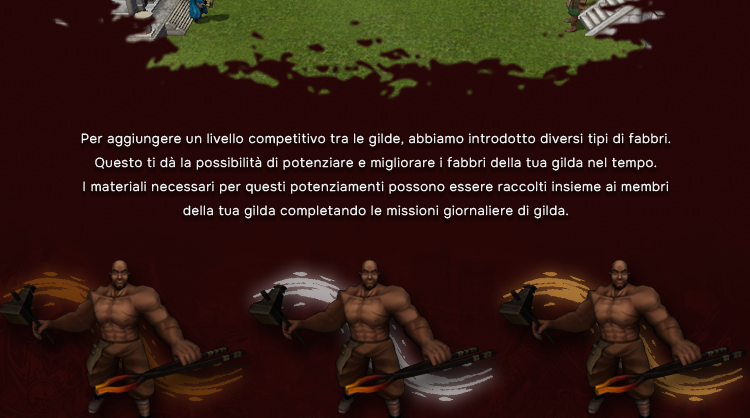 Per aggiungere un livello competitivo tra le gilde, abbiamo introdotto diversi tipi di fabbri.
Questo ti dà la possibilità di potenziare e migliorare i fabbri della tua gilda nel tempo.
I materiali necessari per questi potenziamenti possono essere raccolti insieme ai membri
della tua gilda completando le missioni giornaliere di gilda.